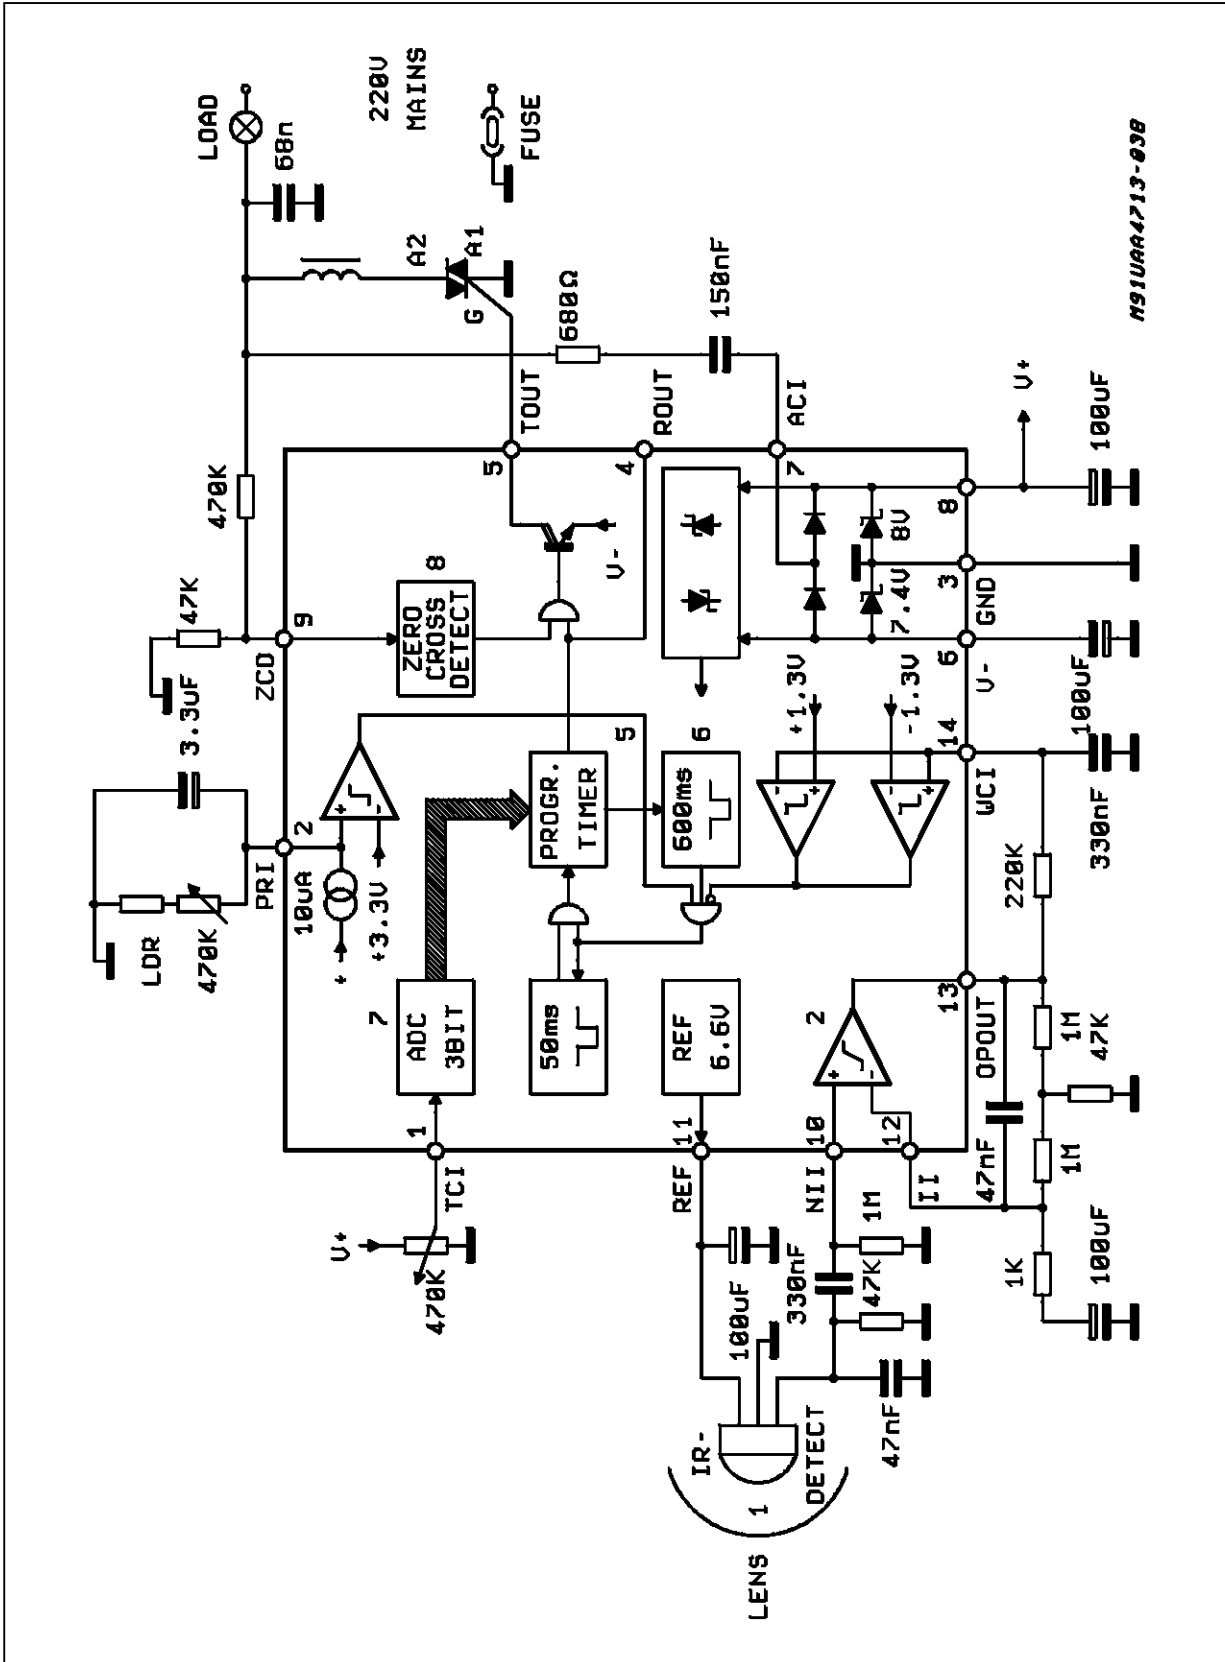 LOAD
68n
220V
MAINS
FUSE
A2
A1
G
680Ω
150nF
470K
47K
3.3uF
LDR
470K
PRI
2
10uA
+
+3.3V
+
-
ZCD
9
ZERO
CROSS
DETECT
8
V-
5
TOUT
4
ROUT
7
ACI
8
V+
100uF
8V
7.4V
3
GND
6
V-
100uF
+1.3V
-1.3V
14
WCI
330nF
220K
PROGR.
TIMER
5
600ms
6
-
+
-
+
7
ADC
3BIT
50ms
REF
6.6V
2
+
-
13
OPOUT
1M
47K
47nF
1M
1K
100uF
1
TCI
V+
470K
11
REF
100uF
10
NII
12
II
1M
330nF
47K
47nF
IR-
DETECT
1
LENS
M91UAA4713-03B